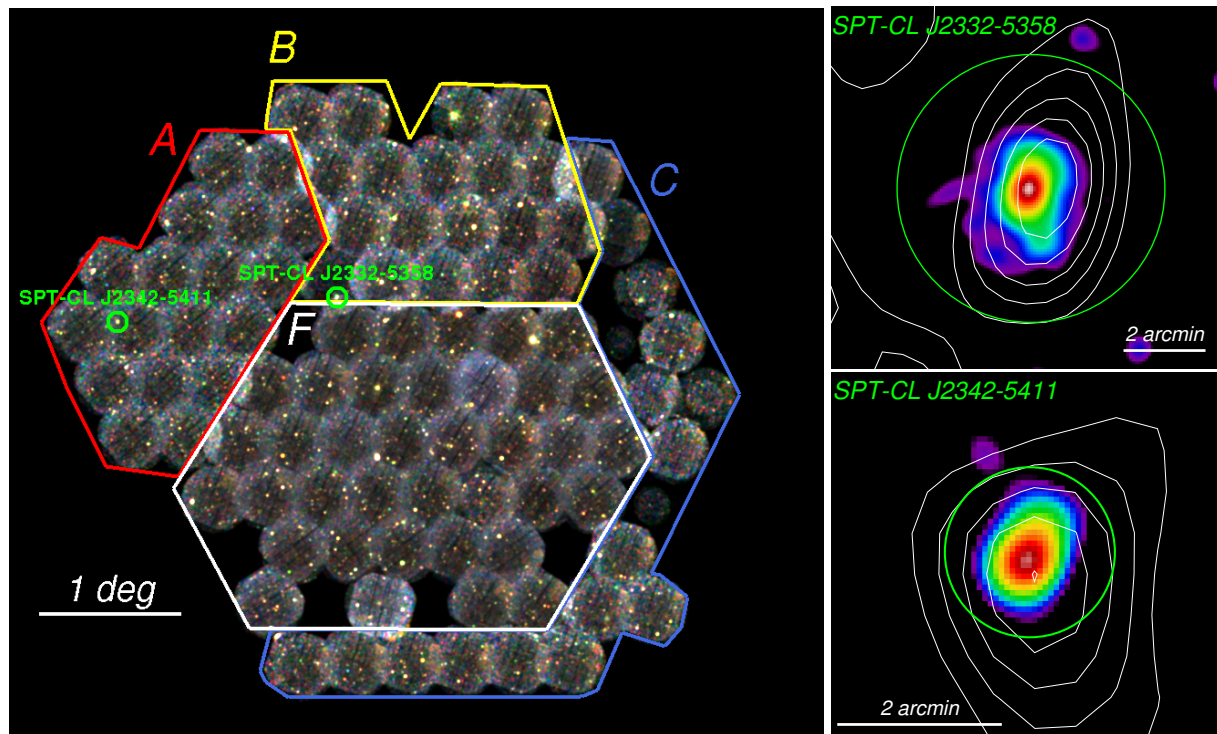 B
A
C
SPT-CL J2332-5358
SPT-CL J2342-5411
F
1 deg
SPT-CL J2332-5358
2 arcmin
SPT-CL J2342-5411
2 arcmin